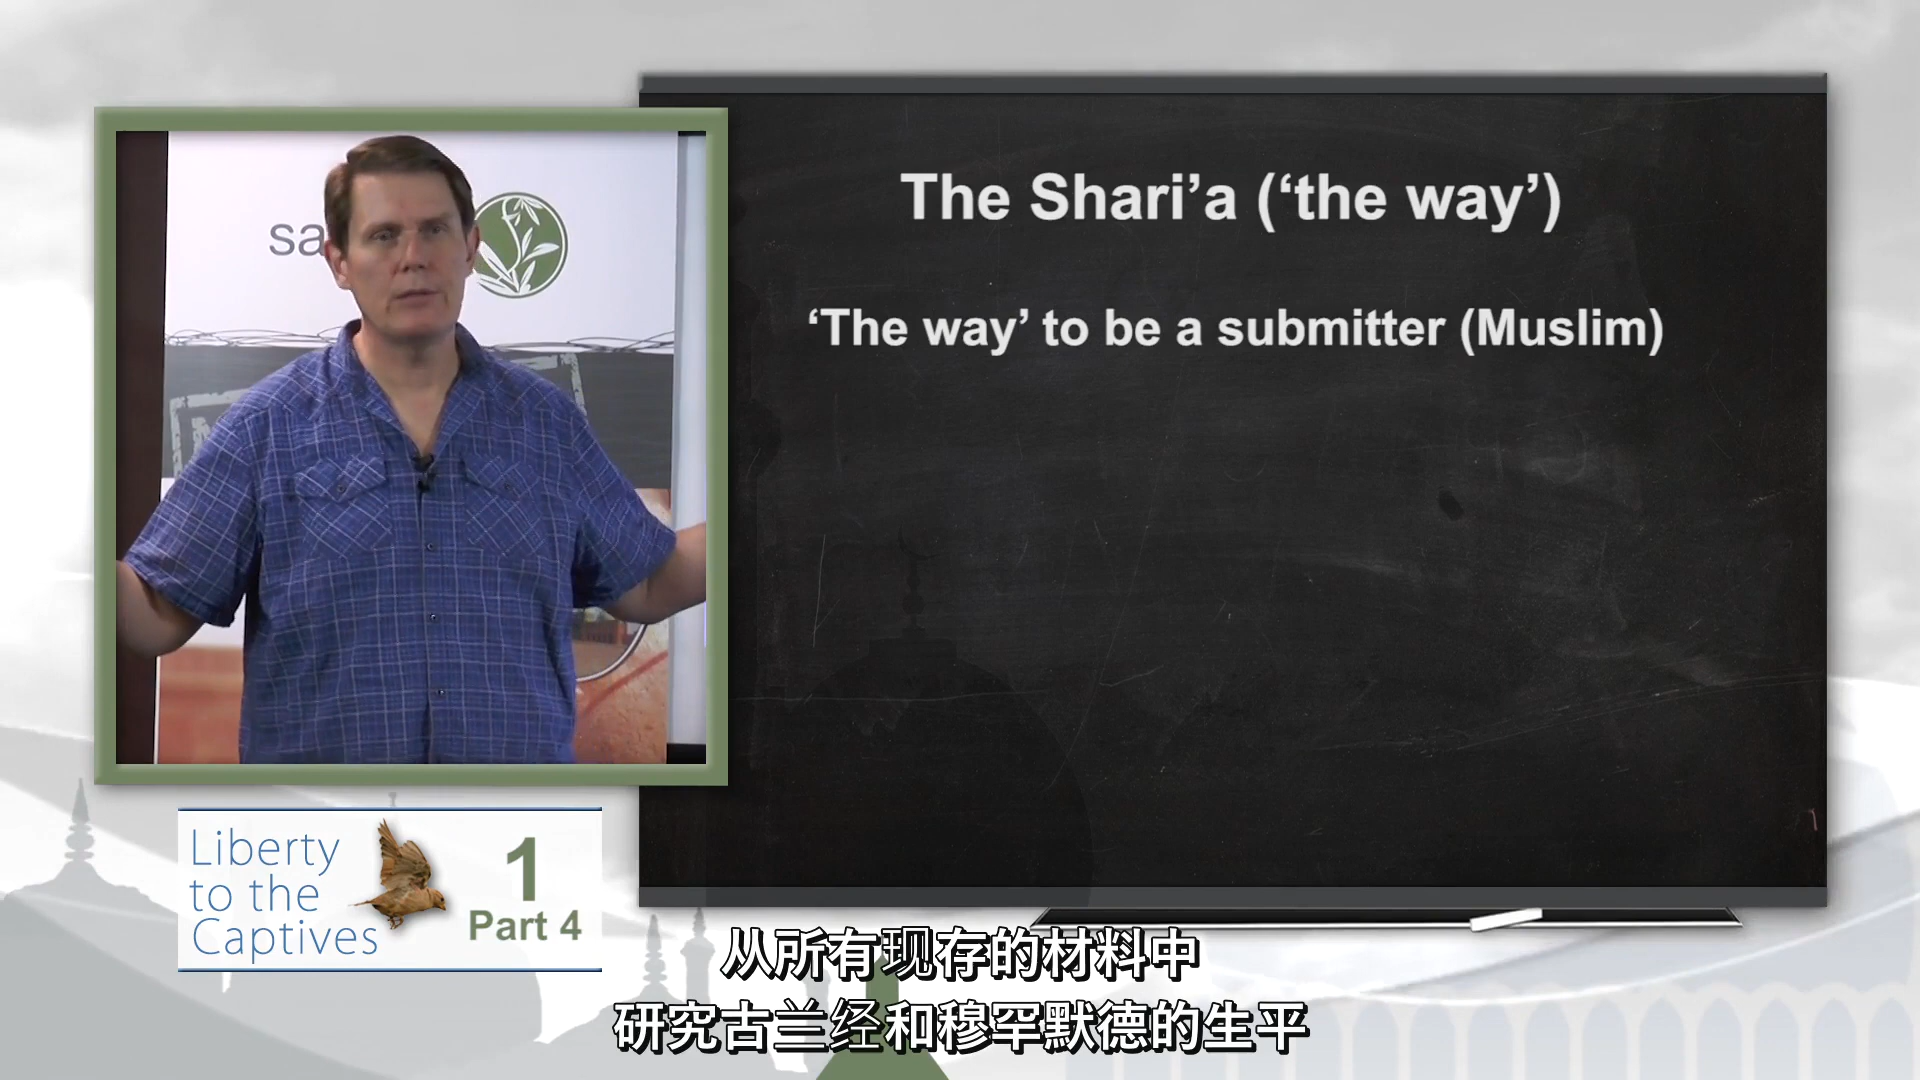 The Shari’a (‘the way’)
‘The way’ to be a submitter (Muslim)
sa
Liberty
to the
Captives
1
Part 4
从所有现存的材料中
研究古兰经和穆罕默德的生平